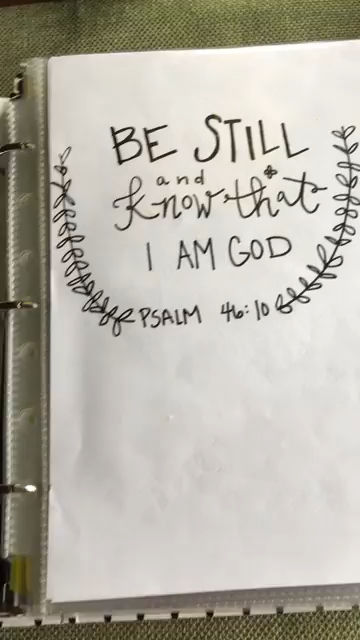 BE STILL
and
know that
I AM GOD
PSALM 46:10